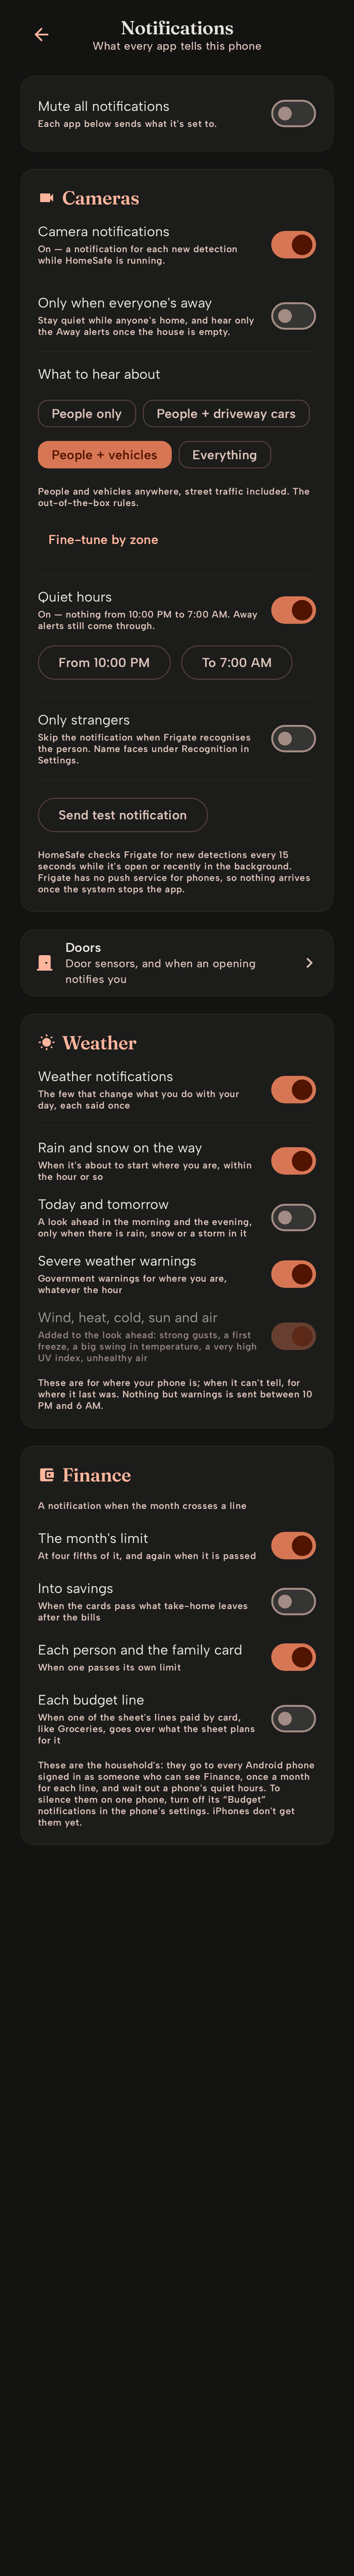 Notifications
What every app tells this phone
Mute all notifications
Each app below sends what it's set to.
Cameras
Camera notifications
On — a notification for each new detection
while HomeSafe is running.
Only when everyone's away
Stay quiet while anyone's home, and hear only
the Away alerts once the house is empty.
What to hear about
People only
People + driveway cars
People + vehicles
Everything
People and vehicles anywhere, street traffic included. The
out-of-the-box rules.
Fine-tune by zone
Quiet hours
On — nothing from 10:00 PM to 7:00 AM. Away
alerts still come through.
From 10:00 PM
To 7:00 AM
Only strangers
Skip the notification when Frigate recognises
the person. Name faces under Recognition in
Settings.
Send test notification
HomeSafe checks Frigate for new detections every 15
seconds while it's open or recently in the background.
Frigate has no push service for phones, so nothing arrives
once the system stops the app.
Doors
Door sensors, and when an opening
notifies you
Weather
Weather notifications
The few that change what you do with your
day, each said once
Rain and snow on the way
When it's about to start where you are, within
the hour or so
Today and tomorrow
A look ahead in the morning and the evening,
only when there is rain, snow or a storm in it
Severe weather warnings
Government warnings for where you are,
whatever the hour
Wind, heat, cold, sun and air
Added to the look ahead: strong gusts, a first
freeze, a big swing in temperature, a very high
UV index, unhealthy air
These are for where your phone is; when it can't tell, for
where it last was. Nothing but warnings is sent between 10
PM and 6 AM.
Finance
A notification when the month crosses a line
The month's limit
At four fifths of it, and again when it is passed
Into savings
When the cards pass what take-home leaves
after the bills
Each person and the family card
When one passes its own limit
Each budget line
When one of the sheet's lines paid by card,
like Groceries, goes over what the sheet plans
for it
These are the household's: they go to every Android phone
signed in as someone who can see Finance, once a month
for each line, and wait out a phone's quiet hours. To
silence them on one phone, turn off its “Budget”
notifications in the phone's settings. iPhones don't get
them yet.